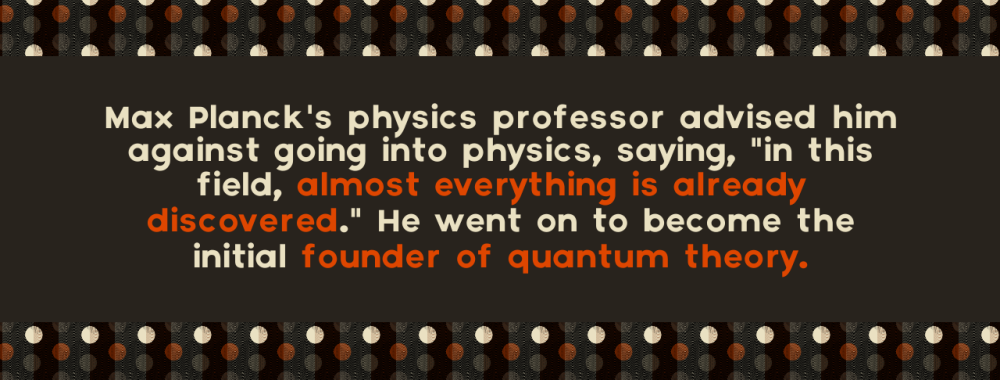 Max Planck's physics professor advised him
against going into physics, saying, "in this
field, almost everything is already
discovered." He went on to become the
initial founder of quantum theory.